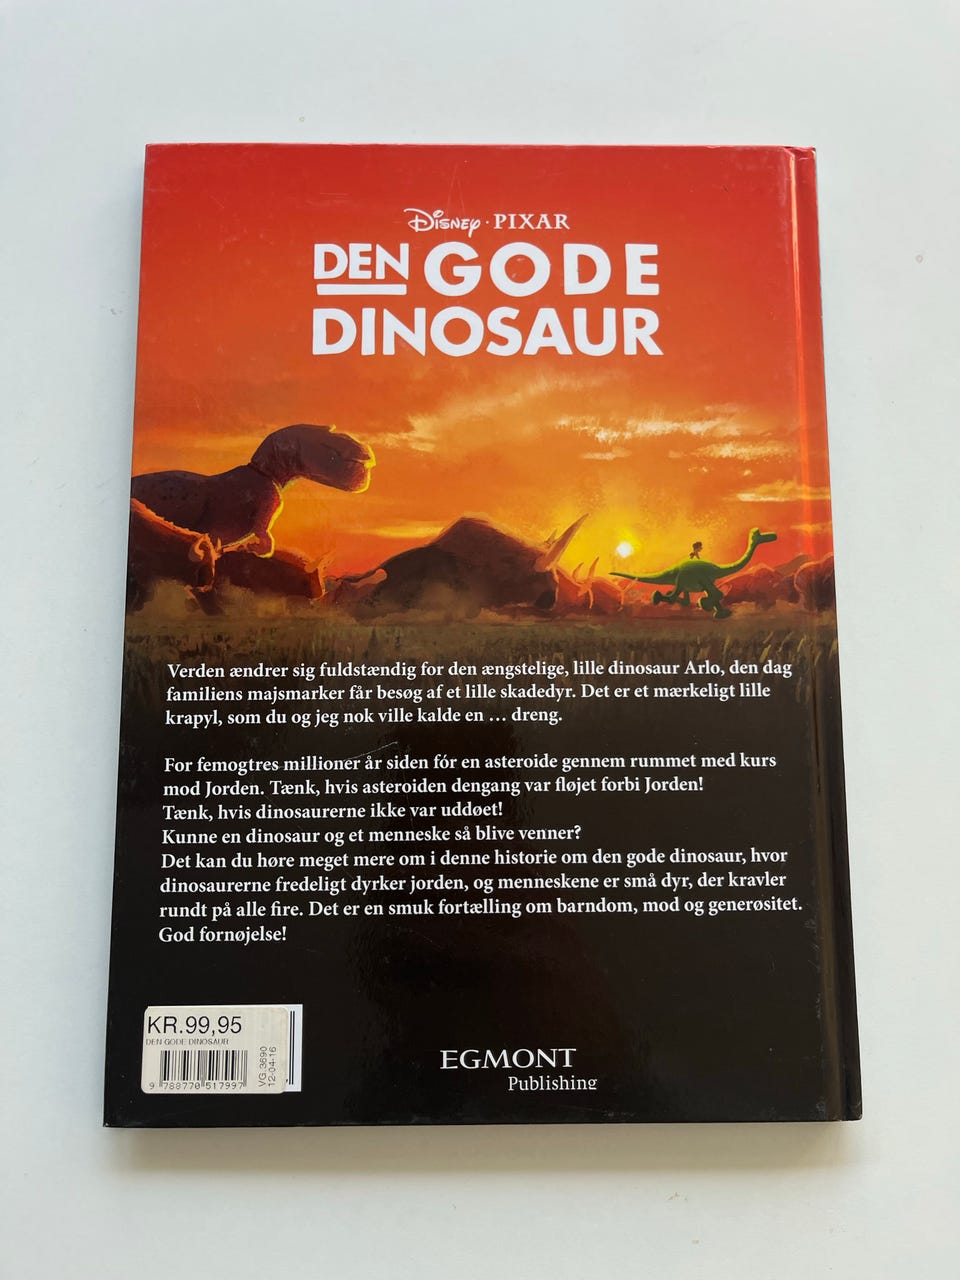 Disney · PIXAR
DEN GODE
DINOSAUR
Verden ændrer sig fuldstændig for den ængstelige, lille dinosaur Arlo, den dag
familiens majsmarker får besøg af et lille skadedyr. Det er et mærkeligt lille
krapyl, som du og jeg nok ville kalde en … dreng.
For femogtres millioner år siden fór en asteroide gennem rummet med kurs
mod Jorden. Tænk, hvis asteroiden dengang var fløjet forbi Jorden!
Tænk, hvis dinosaurerne ikke var uddøet!
Kunne en dinosaur og et menneske så blive venner?
Det kan du høre meget mere om i denne historie om den gode dinosaur, hvor
dinosaurerne fredeligt dyrker jorden, og menneskene er små dyr, der kravler
rundt på alle fire. Det er en smuk fortælling om barndom, mod og generøsitet.
God fornøjelse!
KR.99,95
DEN GODE DINOSAUR
9 788770 517997
VG.3690
12-04-16
EGMONT
Publishing